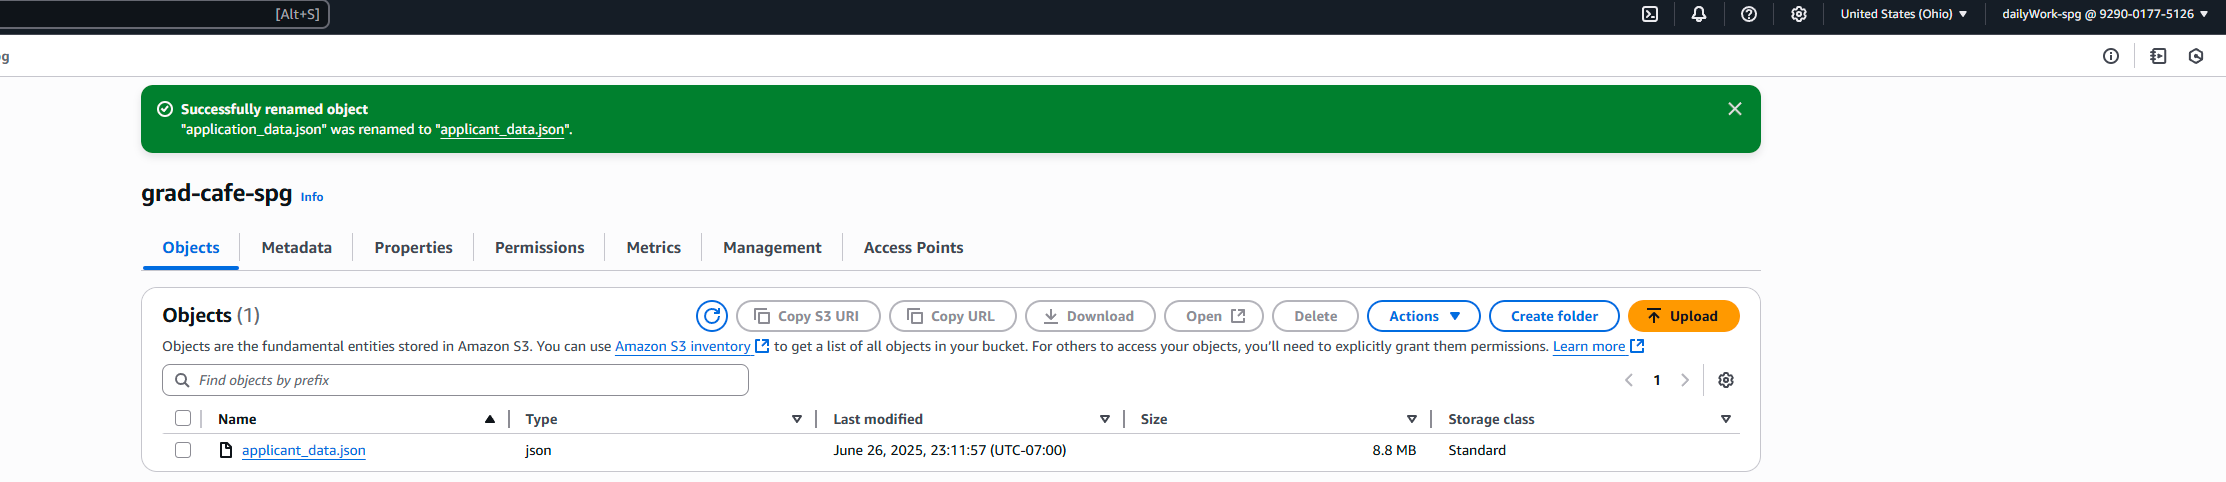 [Alt+S]
United States (Ohio)
dailyWork-spg @ 9290-0177-5126
Successfully renamed object
"application_data.json" was renamed to "applicant_data.json".
grad-cafe-spg Info
Objects Metadata Properties Permissions Metrics Management Access Points
Objects (1)
Copy S3 URI Copy URL Download Open Delete Actions Create folder Upload
Objects are the fundamental entities stored in Amazon S3. You can use Amazon S3 inventory to get a list of all objects in your bucket. For others to access your objects, you'll need to explicitly grant them permissions. Learn more
Find objects by prefix
1
Name Type Last modified Size Storage class
applicant_data.json json June 26, 2025, 23:11:57 (UTC-07:00) 8.8 MB Standard